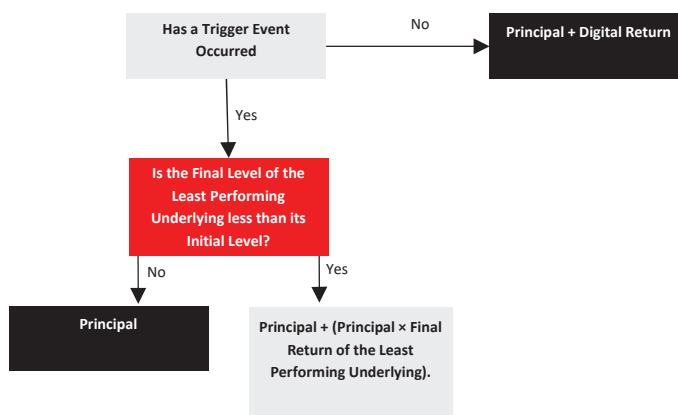 Has a Trigger Event
Occurred
No
Principal + Digital Return
Yes
Is the Final Level of the
Least Performing
Underlying less than its
Initial Level?
No
Yes
Principal
Principal + (Principal × Final
Return of the Least
Performing Underlying).